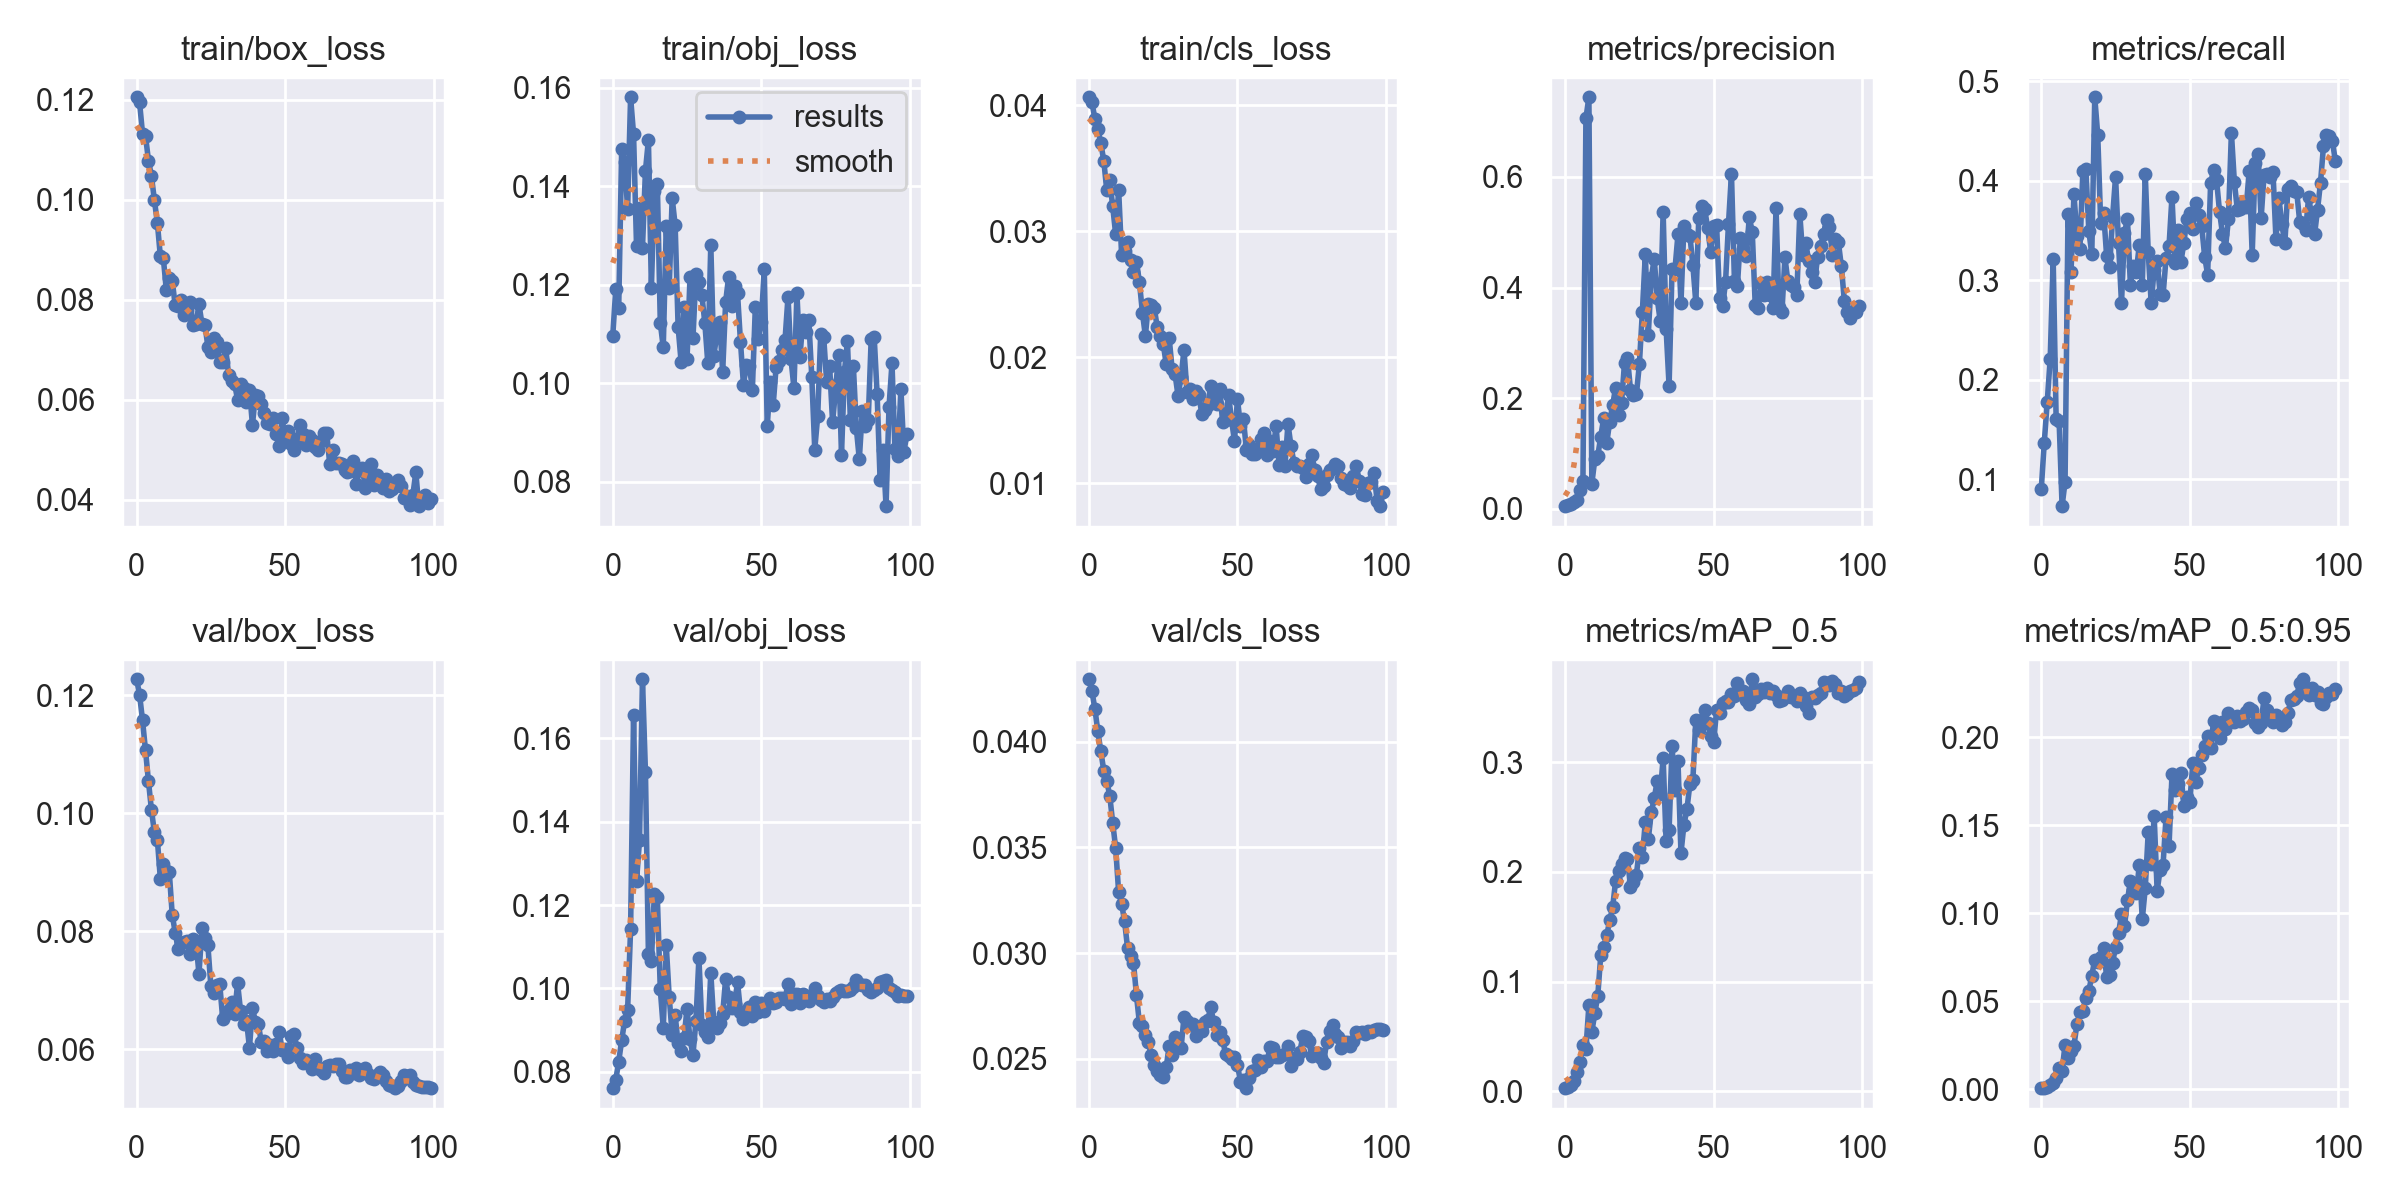 train/box_loss
0.12
0.10
0.08
0.06
0.04
0 50 100
train/obj_loss
results
smooth
0.16
0.14
0.12
0.10
0.08
0 50 100
train/cls_loss
0.04
0.03
0.02
0.01
0 50 100
metrics/precision
0.6
0.4
0.2
0.0
0 50 100
metrics/recall
0.5
0.4
0.3
0.2
0.1
0 50 100
val/box_loss
0.12
0.10
0.08
0.06
0 50 100
val/obj_loss
0.16
0.14
0.12
0.10
0.08
0 50 100
val/cls_loss
0.040
0.035
0.030
0.025
0 50 100
metrics/mAP_0.5
0.3
0.2
0.1
0.0
0 50 100
metrics/mAP_0.5:0.95
0.20
0.15
0.10
0.05
0.00
0 50 100